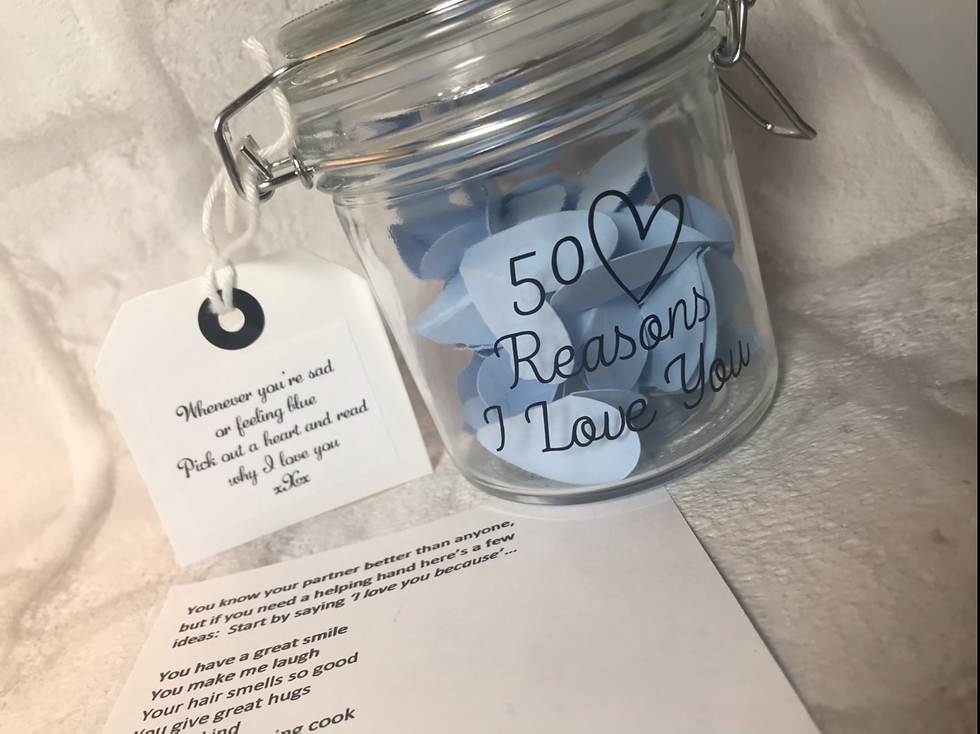 50
Reasons
I Love You
Whenever you're sad
or feeling blue
Pick out a heart and read
why I love you
xXx
You know your partner better than anyone,
but if you need a helping hand here's a few
ideas: Start by saying 'I love you because'...
You have a great smile
You make me laugh
Your hair smells so good
You give great hugs
kind
cook